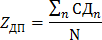 Z_ДП = ∑_n СД_n / N